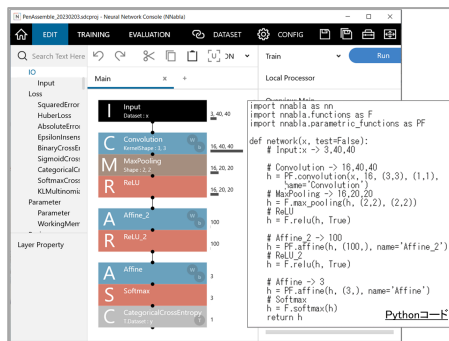 PenAssemble_20230203.sdcproj - Neural Network Console (NNabla)
EDIT
TRAINING
EVALUATION
DATASET
CONFIG
Search Text Here
Train
Run
IO
Input
Loss
SquaredError
HuberLoss
AbsoluteErro
EpsilonInsens
BinaryCrossEn
SigmoidCross
CategoricalCr
SoftmaxCross
KLMultinomia
Parameter
Parameter
WorkingMem
Layer Property
Main
×
+
Local Processor
I
Input
Dataset : x
3, 40, 40
C
Convolution
KernelShape : 3, 3
16, 40, 40
M
MaxPooling
Shape : 2, 2
16, 20, 20
R
ReLU
16, 20, 20
A
Affine_2
100
R
ReLU_2
100
A
Affine
3
S
Softmax
3
C
CategoricalCrossEntropy
T.Dataset : y
1
import nnabla as nn
import nnabla.functions as F
import nnabla.parametric_functions as PF
def network(x, test=False):
# Input:x -> 3,40,40
# Convolution -> 16,40,40
h = PF.convolution(x, 16, (3,3), (1,1),
name='Convolution')
# MaxPooling -> 16,20,20
h = F.max_pooling(h, (2,2), (2,2))
# ReLU
h = F.relu(h, True)
# Affine_2 -> 100
h = PF.affine(h, (100,), name='Affine_2')
# ReLU_2
h = F.relu(h, True)
# Affine -> 3
h = PF.affine(h, (3,), name='Affine')
# Softmax
h = F.softmax(h)
return h
Pythonコード